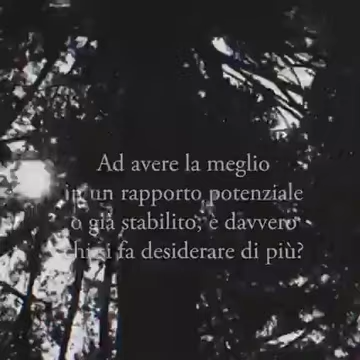 Ad avere la meglio
in un rapporto potenziale
o già stabilito, è davvero
chi si fa desiderare di più?